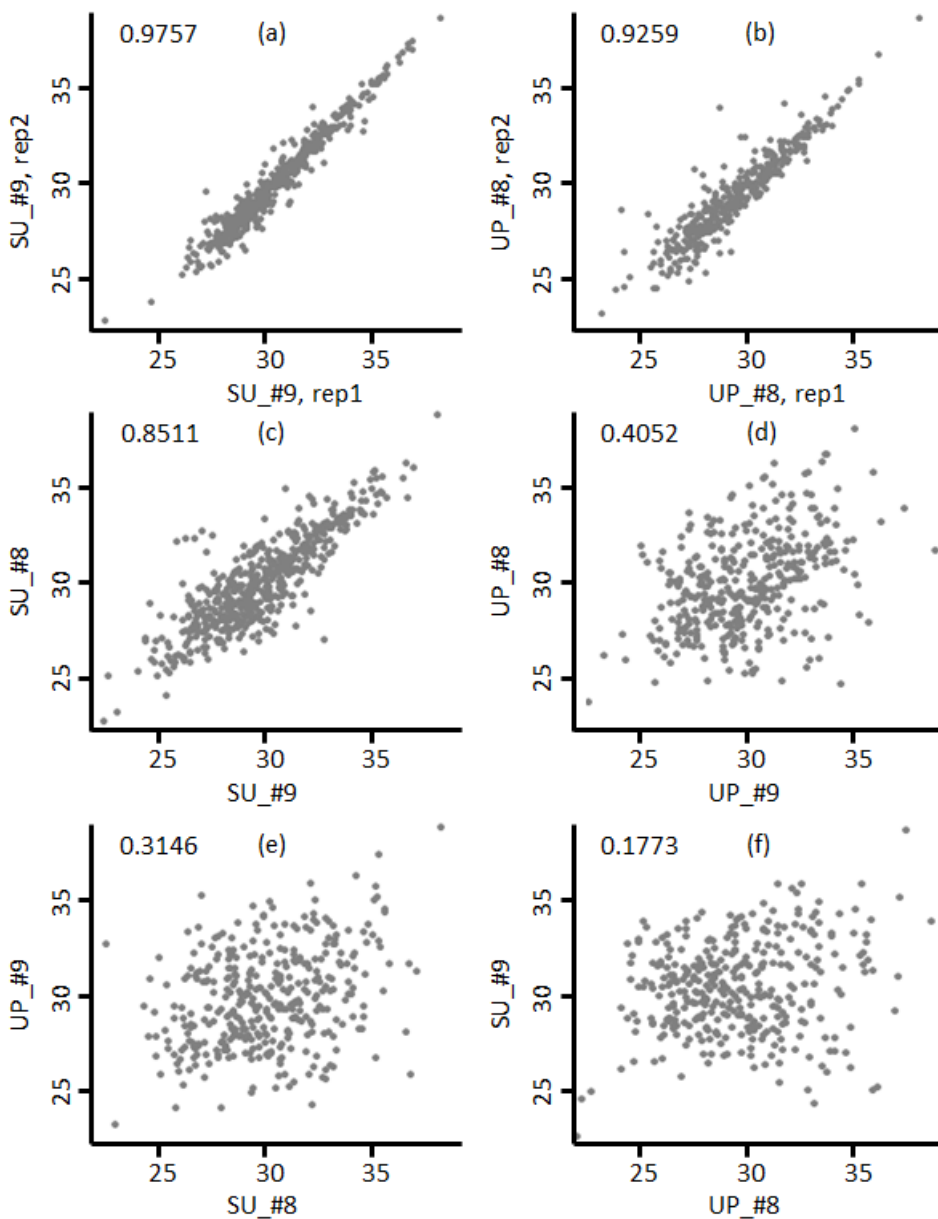 0.9757 (a)
SU_#9, rep2
35
30
25
25 30 35
SU_#9, rep1
0.9259 (b)
UP_#8, rep2
35
30
25
25 30 35
UP_#8, rep1
0.8511 (c)
SU_#8
35
30
25
25 30 35
SU_#9
0.4052 (d)
UP_#8
35
30
25
25 30 35
UP_#9
0.3146 (e)
UP_#9
35
30
25
25 30 35
SU_#8
0.1773 (f)
SU_#9
35
30
25
25 30 35
UP_#8